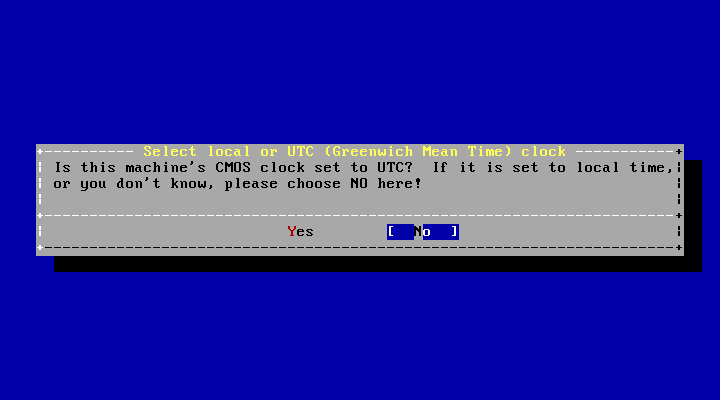 Select local or UTC (Greenwich Mean Time) clock
Is this machine's CMOS clock set to UTC?  If it is set to local time,
or you don't know, please choose NO here!
Yes [  No  ]